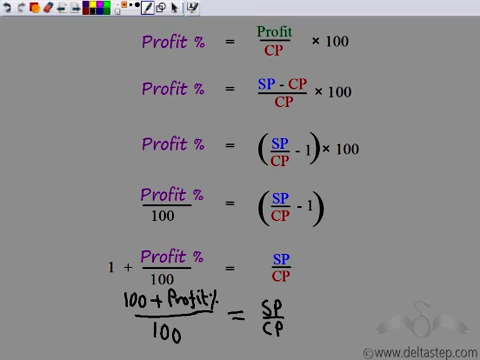 Profit % = Profit/CP × 100
Profit % = SP - CP/CP × 100
Profit % = (SP/CP - 1) × 100
Profit %/100 = (SP/CP - 1)
1 + Profit %/100 = SP/CP
100 + Profit%/100 = SP/CP
www.deltastep.com